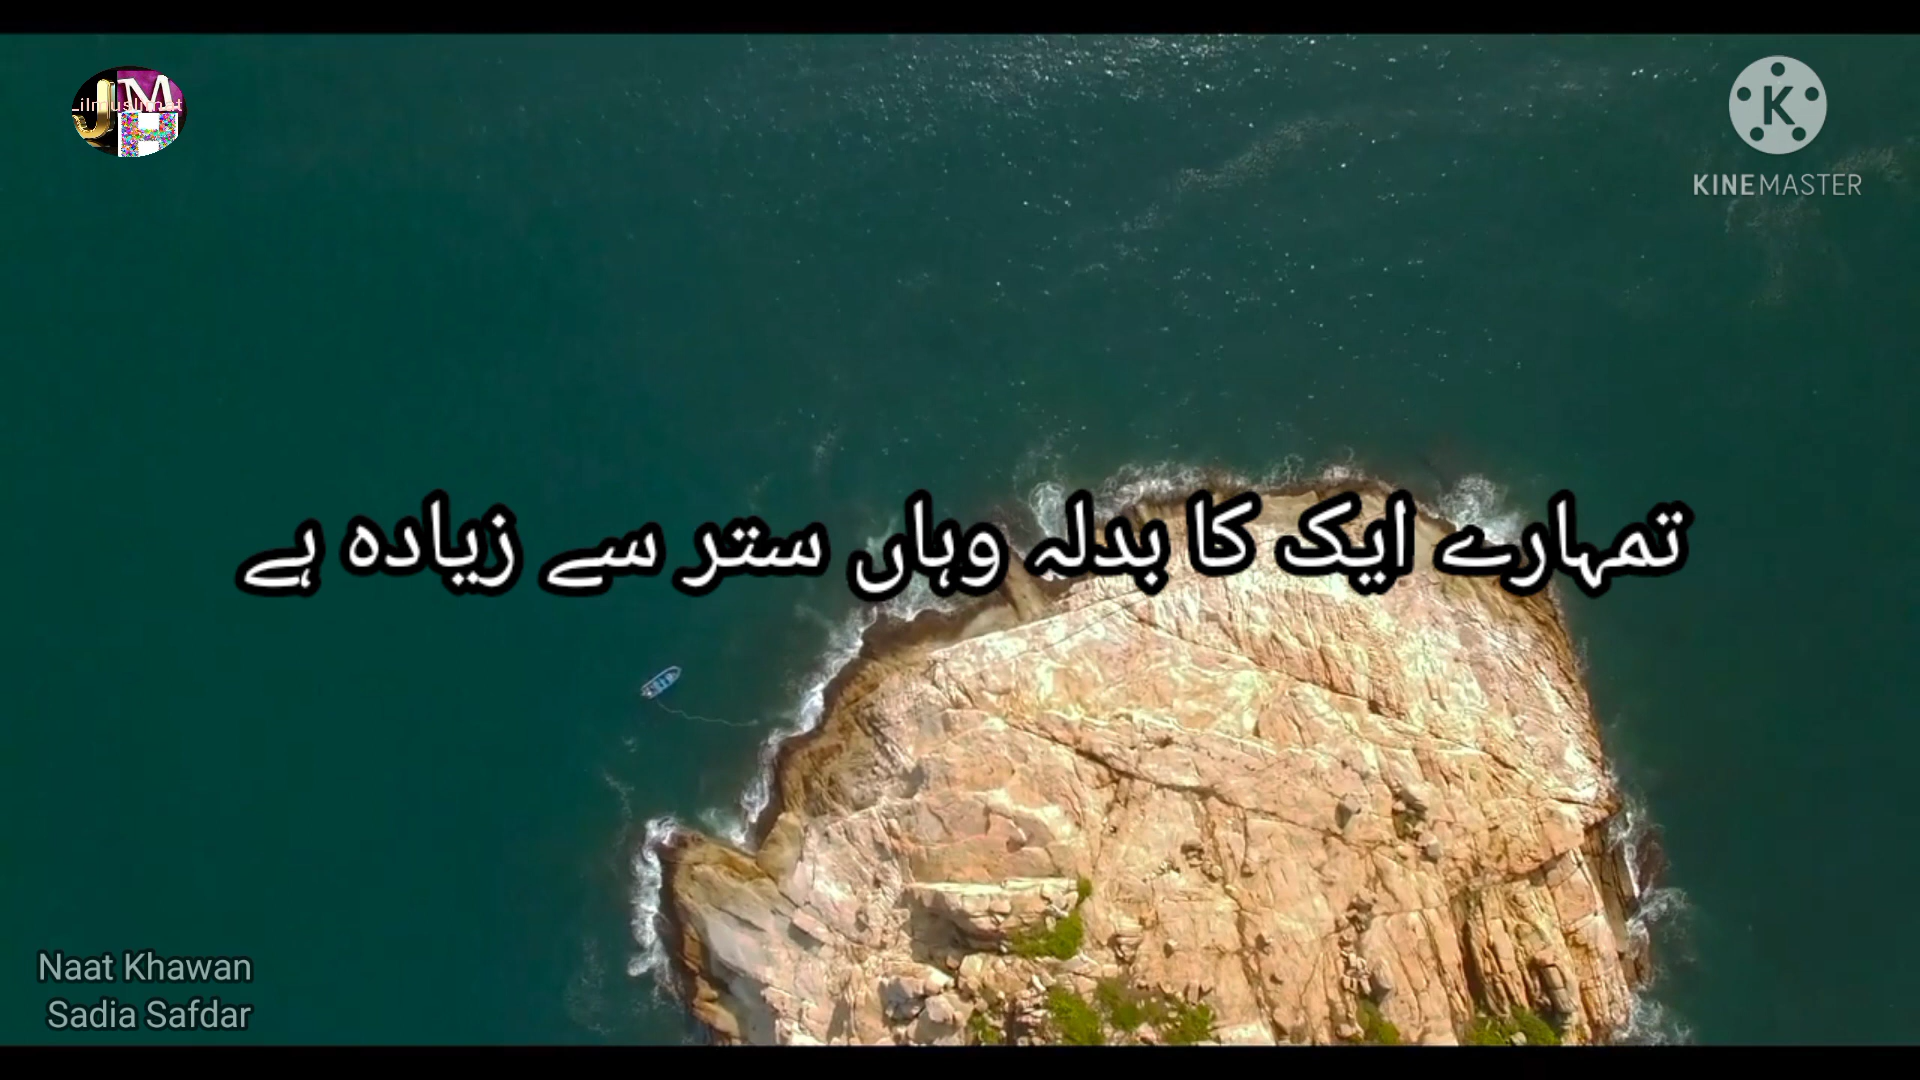 KINEMASTER
تمہارے ایک کا بدلہ وہاں ستر سے زیادہ ہے
Naat Khawan
Sadia Safdar